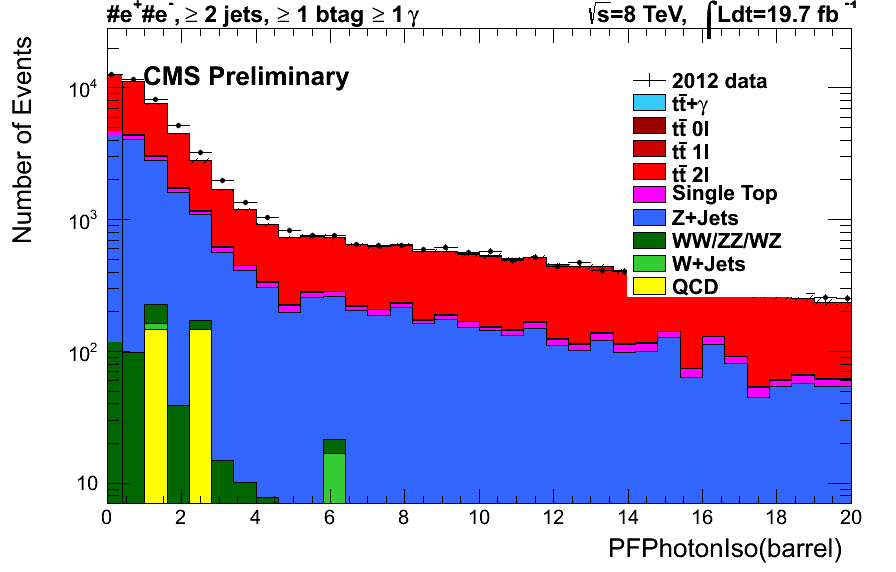 #e⁺#e⁻, ≥ 2 jets, ≥ 1 btag ≥ 1 γ
√s=8 TeV, ∫Ldt=19.7 fb⁻¹
CMS Preliminary
2012 data
tt̄+γ
tt̄ 0l
tt̄ 1l
tt̄ 2l
Single Top
Z+Jets
WW/ZZ/WZ
W+Jets
QCD
Number of Events
10⁴
10³
10²
10
0 2 4 6 8 10 12 14 16 18 20
PFPhotonIso(barrel)